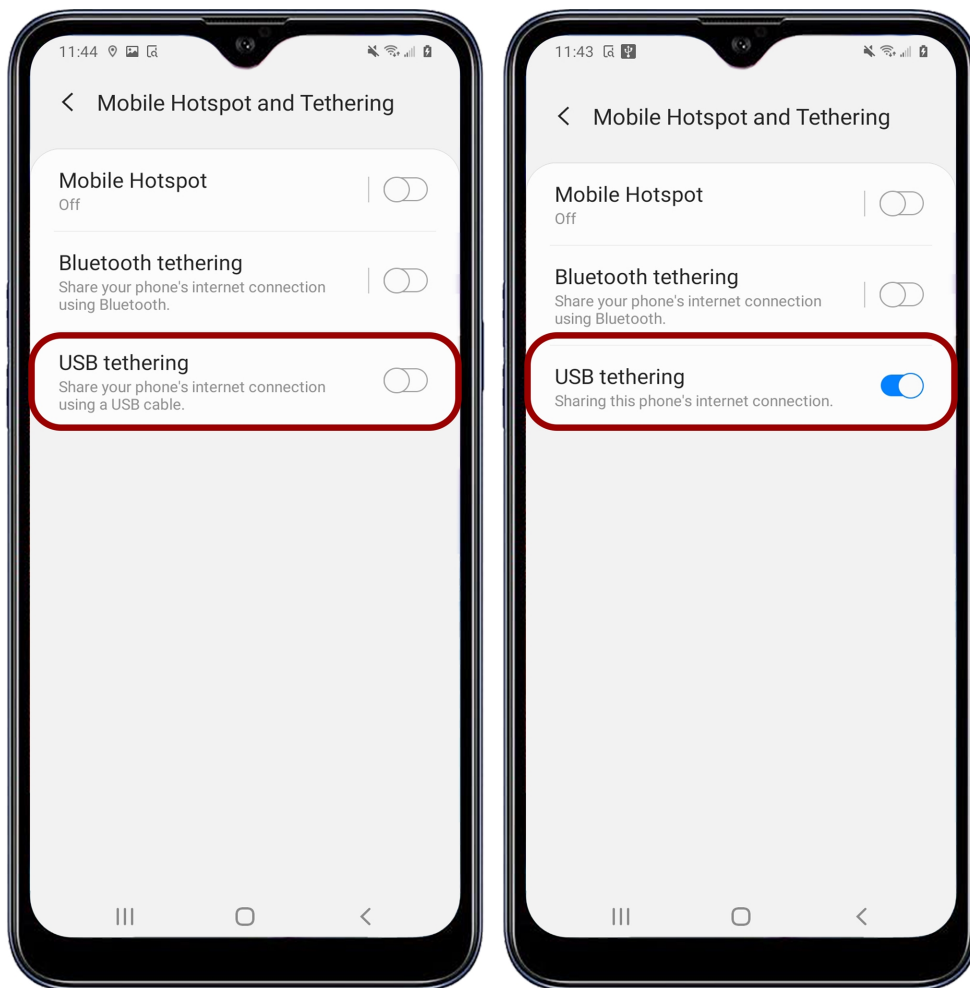 11:44
Mobile Hotspot and Tethering
Mobile Hotspot
Off
Bluetooth tethering
Share your phone's internet connection
using Bluetooth.
USB tethering
Share your phone's internet connection
using a USB cable.
11:43
Mobile Hotspot and Tethering
Mobile Hotspot
Off
Bluetooth tethering
Share your phone's internet connection
using Bluetooth.
USB tethering
Sharing this phone's internet connection.